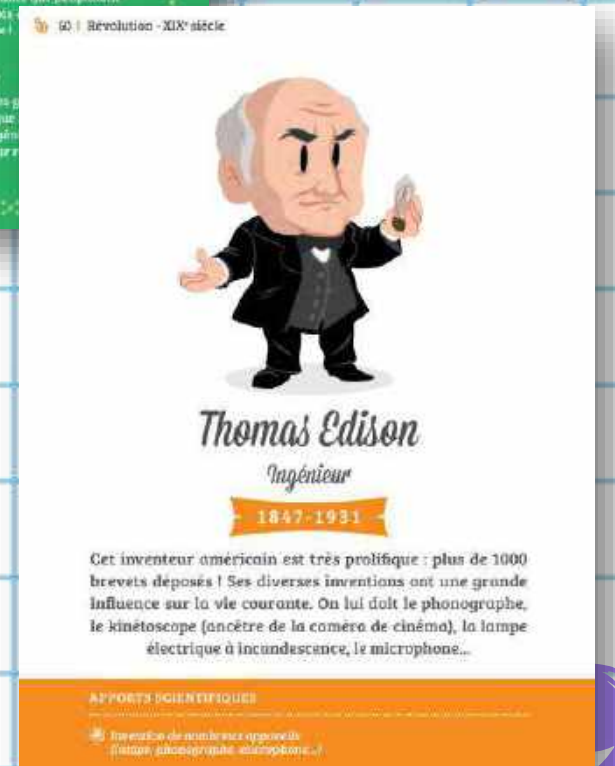 60 | Révolution - XIXe siècle
Thomas Edison
Ingénieur
1847-1931
Cet inventeur américain est très prolifique : plus de 1000
brevets déposés ! Ses diverses inventions ont une grande
influence sur la vie courante. On lui doit le phonographe,
le kinétoscope (ancêtre de la caméra de cinéma), la lampe
électrique à incandescence, le microphone...
APPORTS SCIENTIFIQUES
Invention de nombreux appareils
(lampe, phonographe, microphone...)